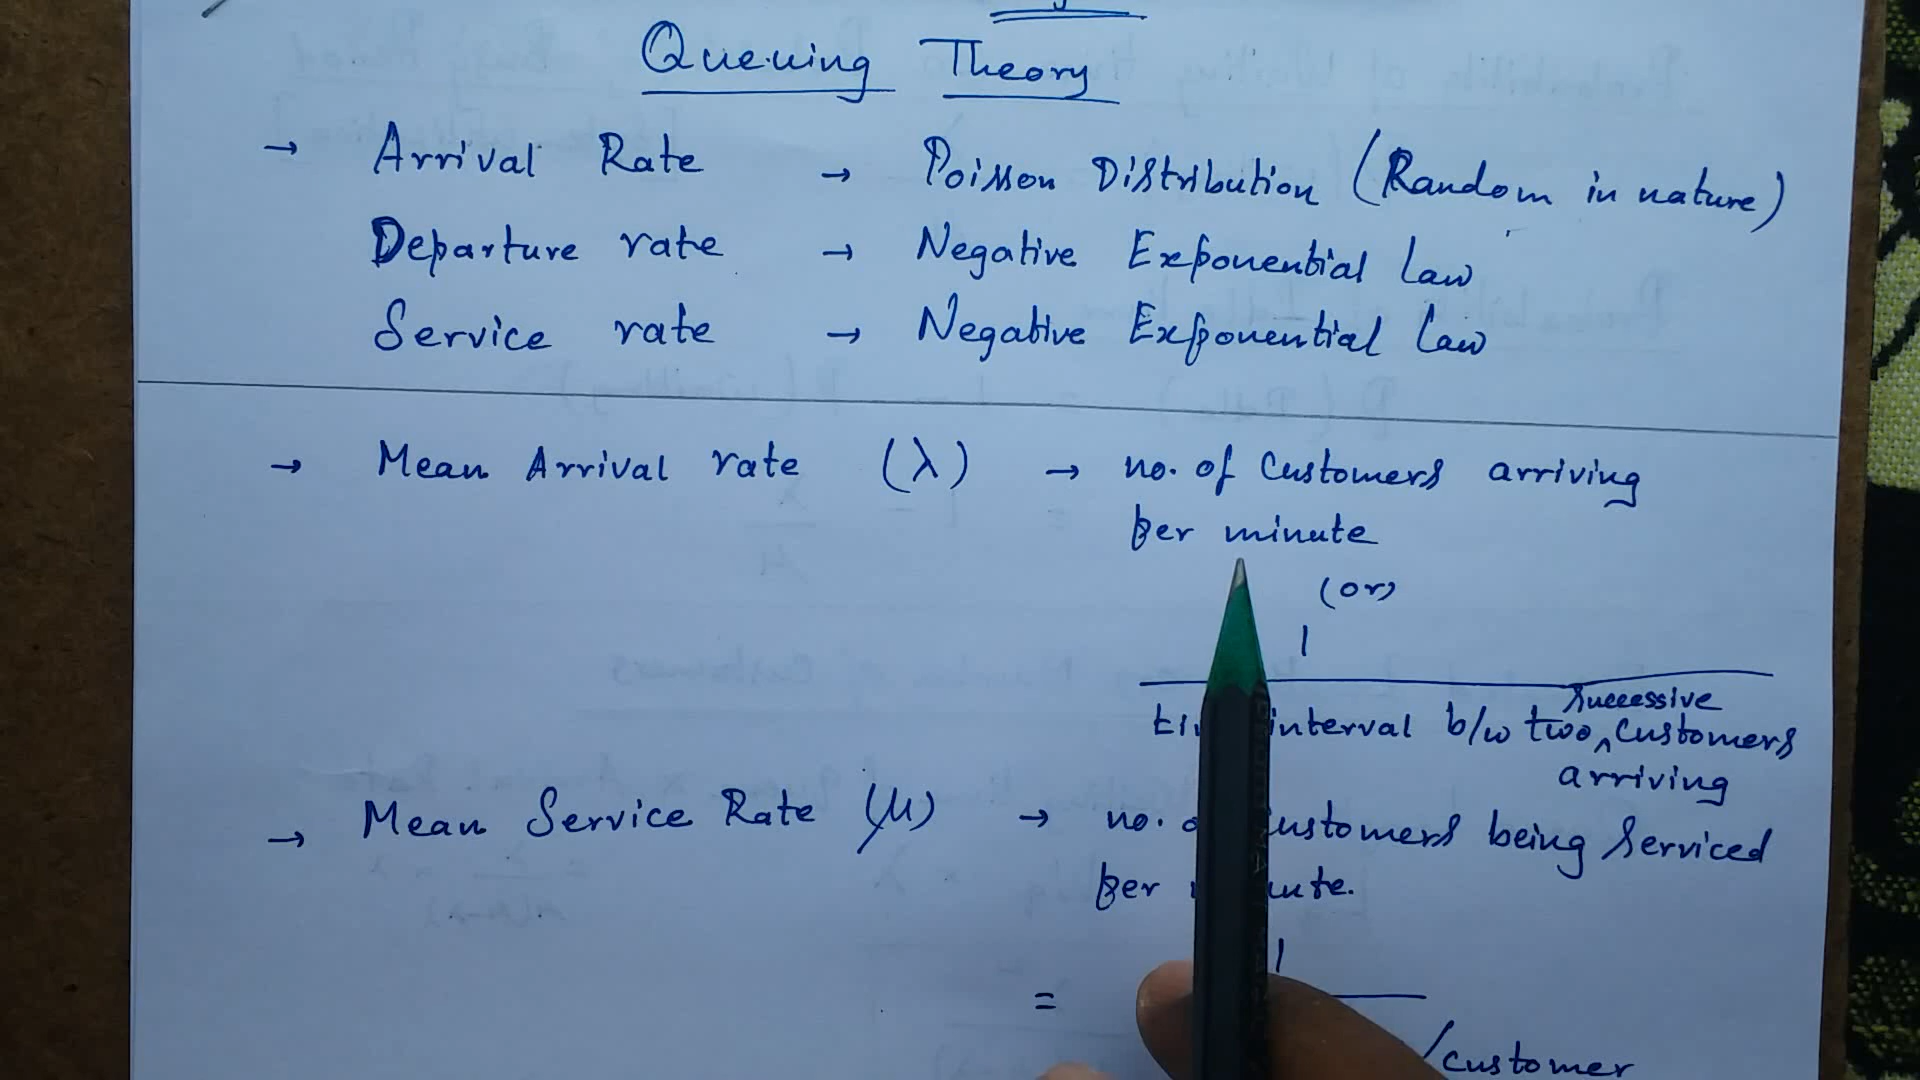 Queuing Theory
→ Arrival Rate → Poisson Distribution (Random in nature)
Departure rate → Negative Exponential Law
Service rate → Negative Exponential Law
→ Mean Arrival rate (λ) → no. of Customers arriving
per minute
(or)
1
interval b/w two ^ successive Customers
arriving
→ Mean Service Rate (μ) → no. customers being serviced
per
1
=
/customer